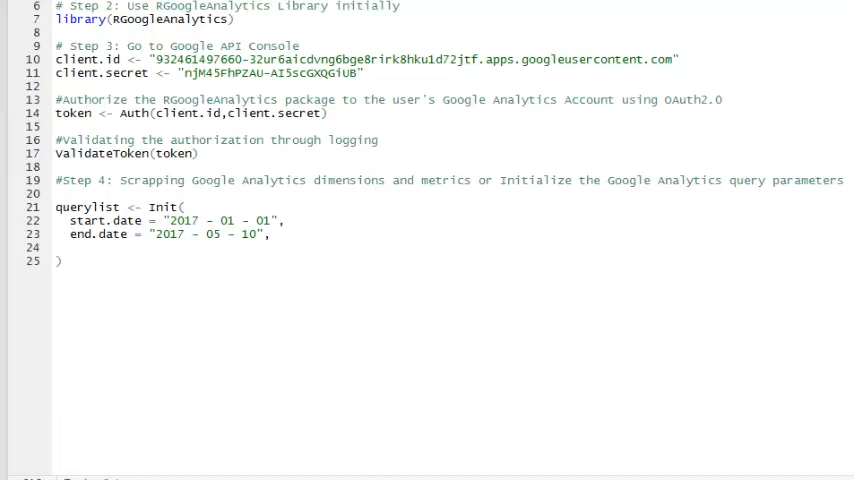 6 # Step 2: Use RGoogleAnalytics Library initially
7 library(RGoogleAnalytics)
8
9 # Step 3: Go to Google API Console
10 client.id <- "932461497660-32ur6aicdvng6bge8rirk8hku1d72jtf.apps.googleusercontent.com"
11 client.secret <- "njM45FhPZAU-AI5scGXQGiUB"
12
13 #Authorize the RGoogleAnalytics package to the user's Google Analytics Account using OAuth2.0
14 token <- Auth(client.id,client.secret)
15
16 #Validating the authorization through logging
17 ValidateToken(token)
18
19 #Step 4: Scrapping Google Analytics dimensions and metrics or Initialize the Google Analytics query parameters
20
21 querylist <- Init(
22 start.date = "2017 - 01 - 01",
23 end.date = "2017 - 05 - 10",
24
25 )